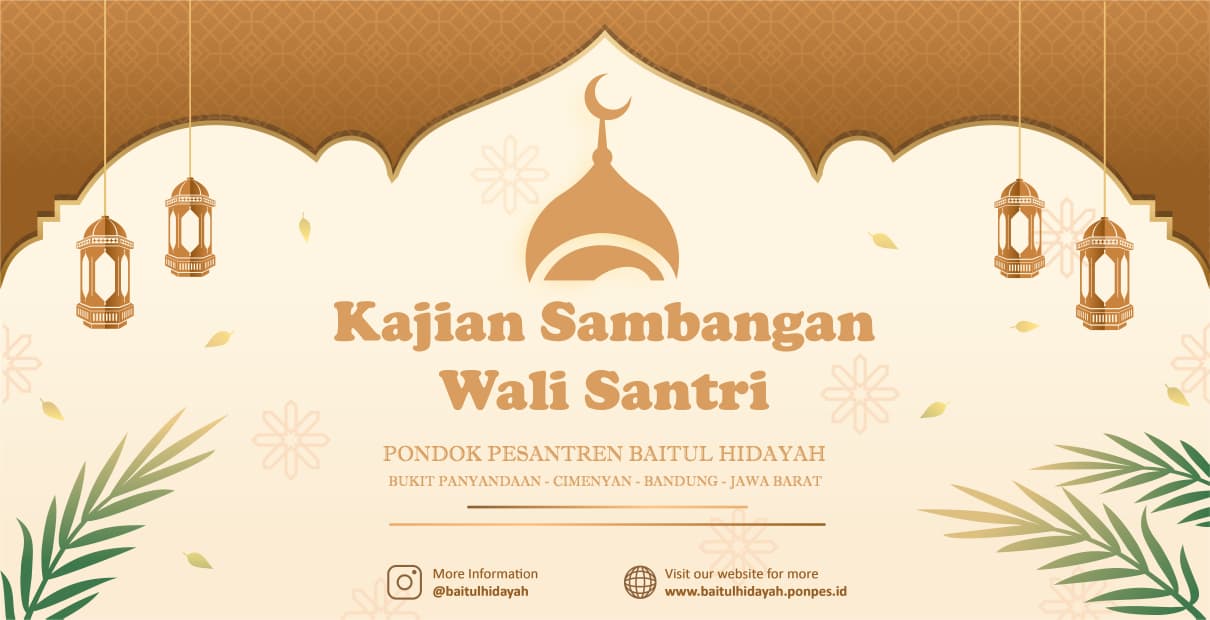 Kajian Sambangan
Wali Santri
PONDOK PESANTREN BAITUL HIDAYAH
BUKIT PANYANDAAN - CIMENYAN - BANDUNG - JAWA BARAT
More Information
@baitulhidayah
Visit our website for more
www.baitulhidayah.ponpes.id